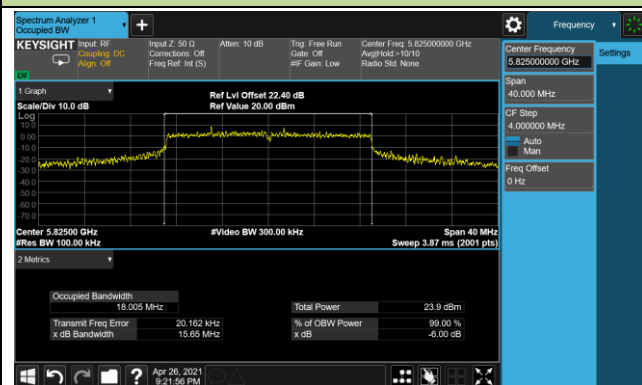 Spectrum Analyzer 1
Occupied BW
Frequency
KEYSIGHT
Input: RF
Coupling: DC
Align: Off
Input Z: 50 Ω
Corrections: Off
Freq Ref: Int (S)
Atten: 10 dB
Trig: Free Run
Gate: Off
#IF Gain: Low
Center Freq: 5.825000000 GHz
Avg|Hold:>10/10
Radio Std: None
LXI
1 Graph
Scale/Div 10.0 dB
Ref Lvl Offset 22.40 dB
Ref Value 20.00 dBm
Log
10.0
0.00
-10.0
-20.0
-30.0
-40.0
-50.0
-60.0
-70.0
Center 5.82500 GHz
#Video BW 300.00 kHz
Span 40 MHz
#Res BW 100.00 kHz
Sweep 3.87 ms (2001 pts)
2 Metrics
Occupied Bandwidth
18.005 MHz
Total Power 23.9 dBm
Transmit Freq Error 20.162 kHz
% of OBW Power 99.00 %
x dB Bandwidth 15.65 MHz
x dB -6.00 dB
Apr 26, 2021
9:21:56 PM
Center Frequency
5.825000000 GHz
Settings
Span
40.000 MHz
CF Step
4.000000 MHz
Auto
Man
Freq Offset
0 Hz